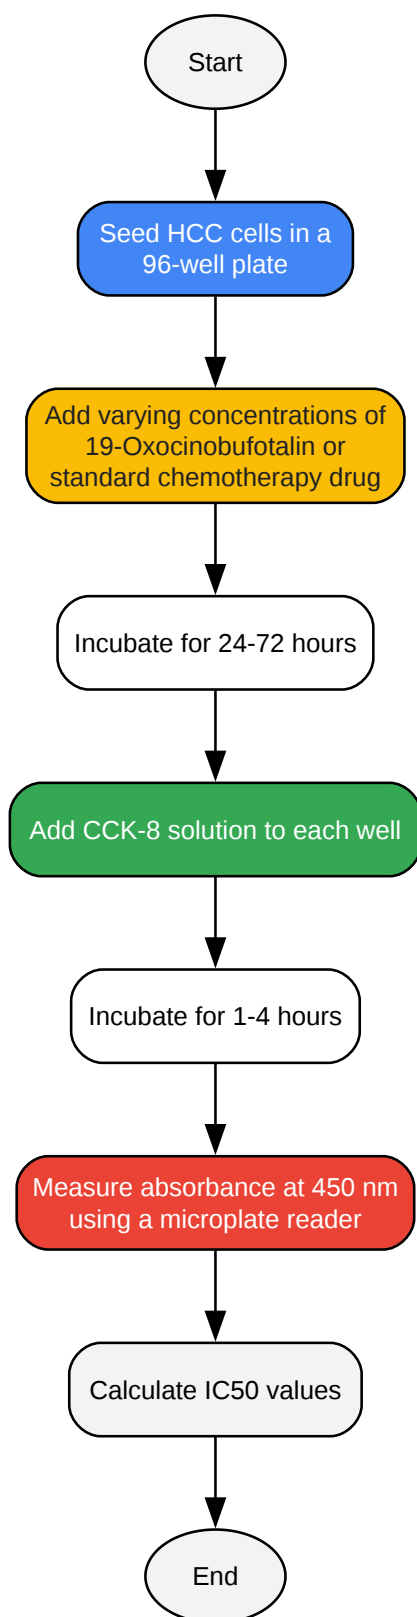 Start
Seed HCC cells in a
96-well plate
Add varying concentrations of
19-Oxocinobufotalin or
standard chemotherapy drug
Incubate for 24-72 hours
Add CCK-8 solution to each well
Incubate for 1-4 hours
Measure absorbance at 450 nm
using a microplate reader
Calculate IC50 values
End